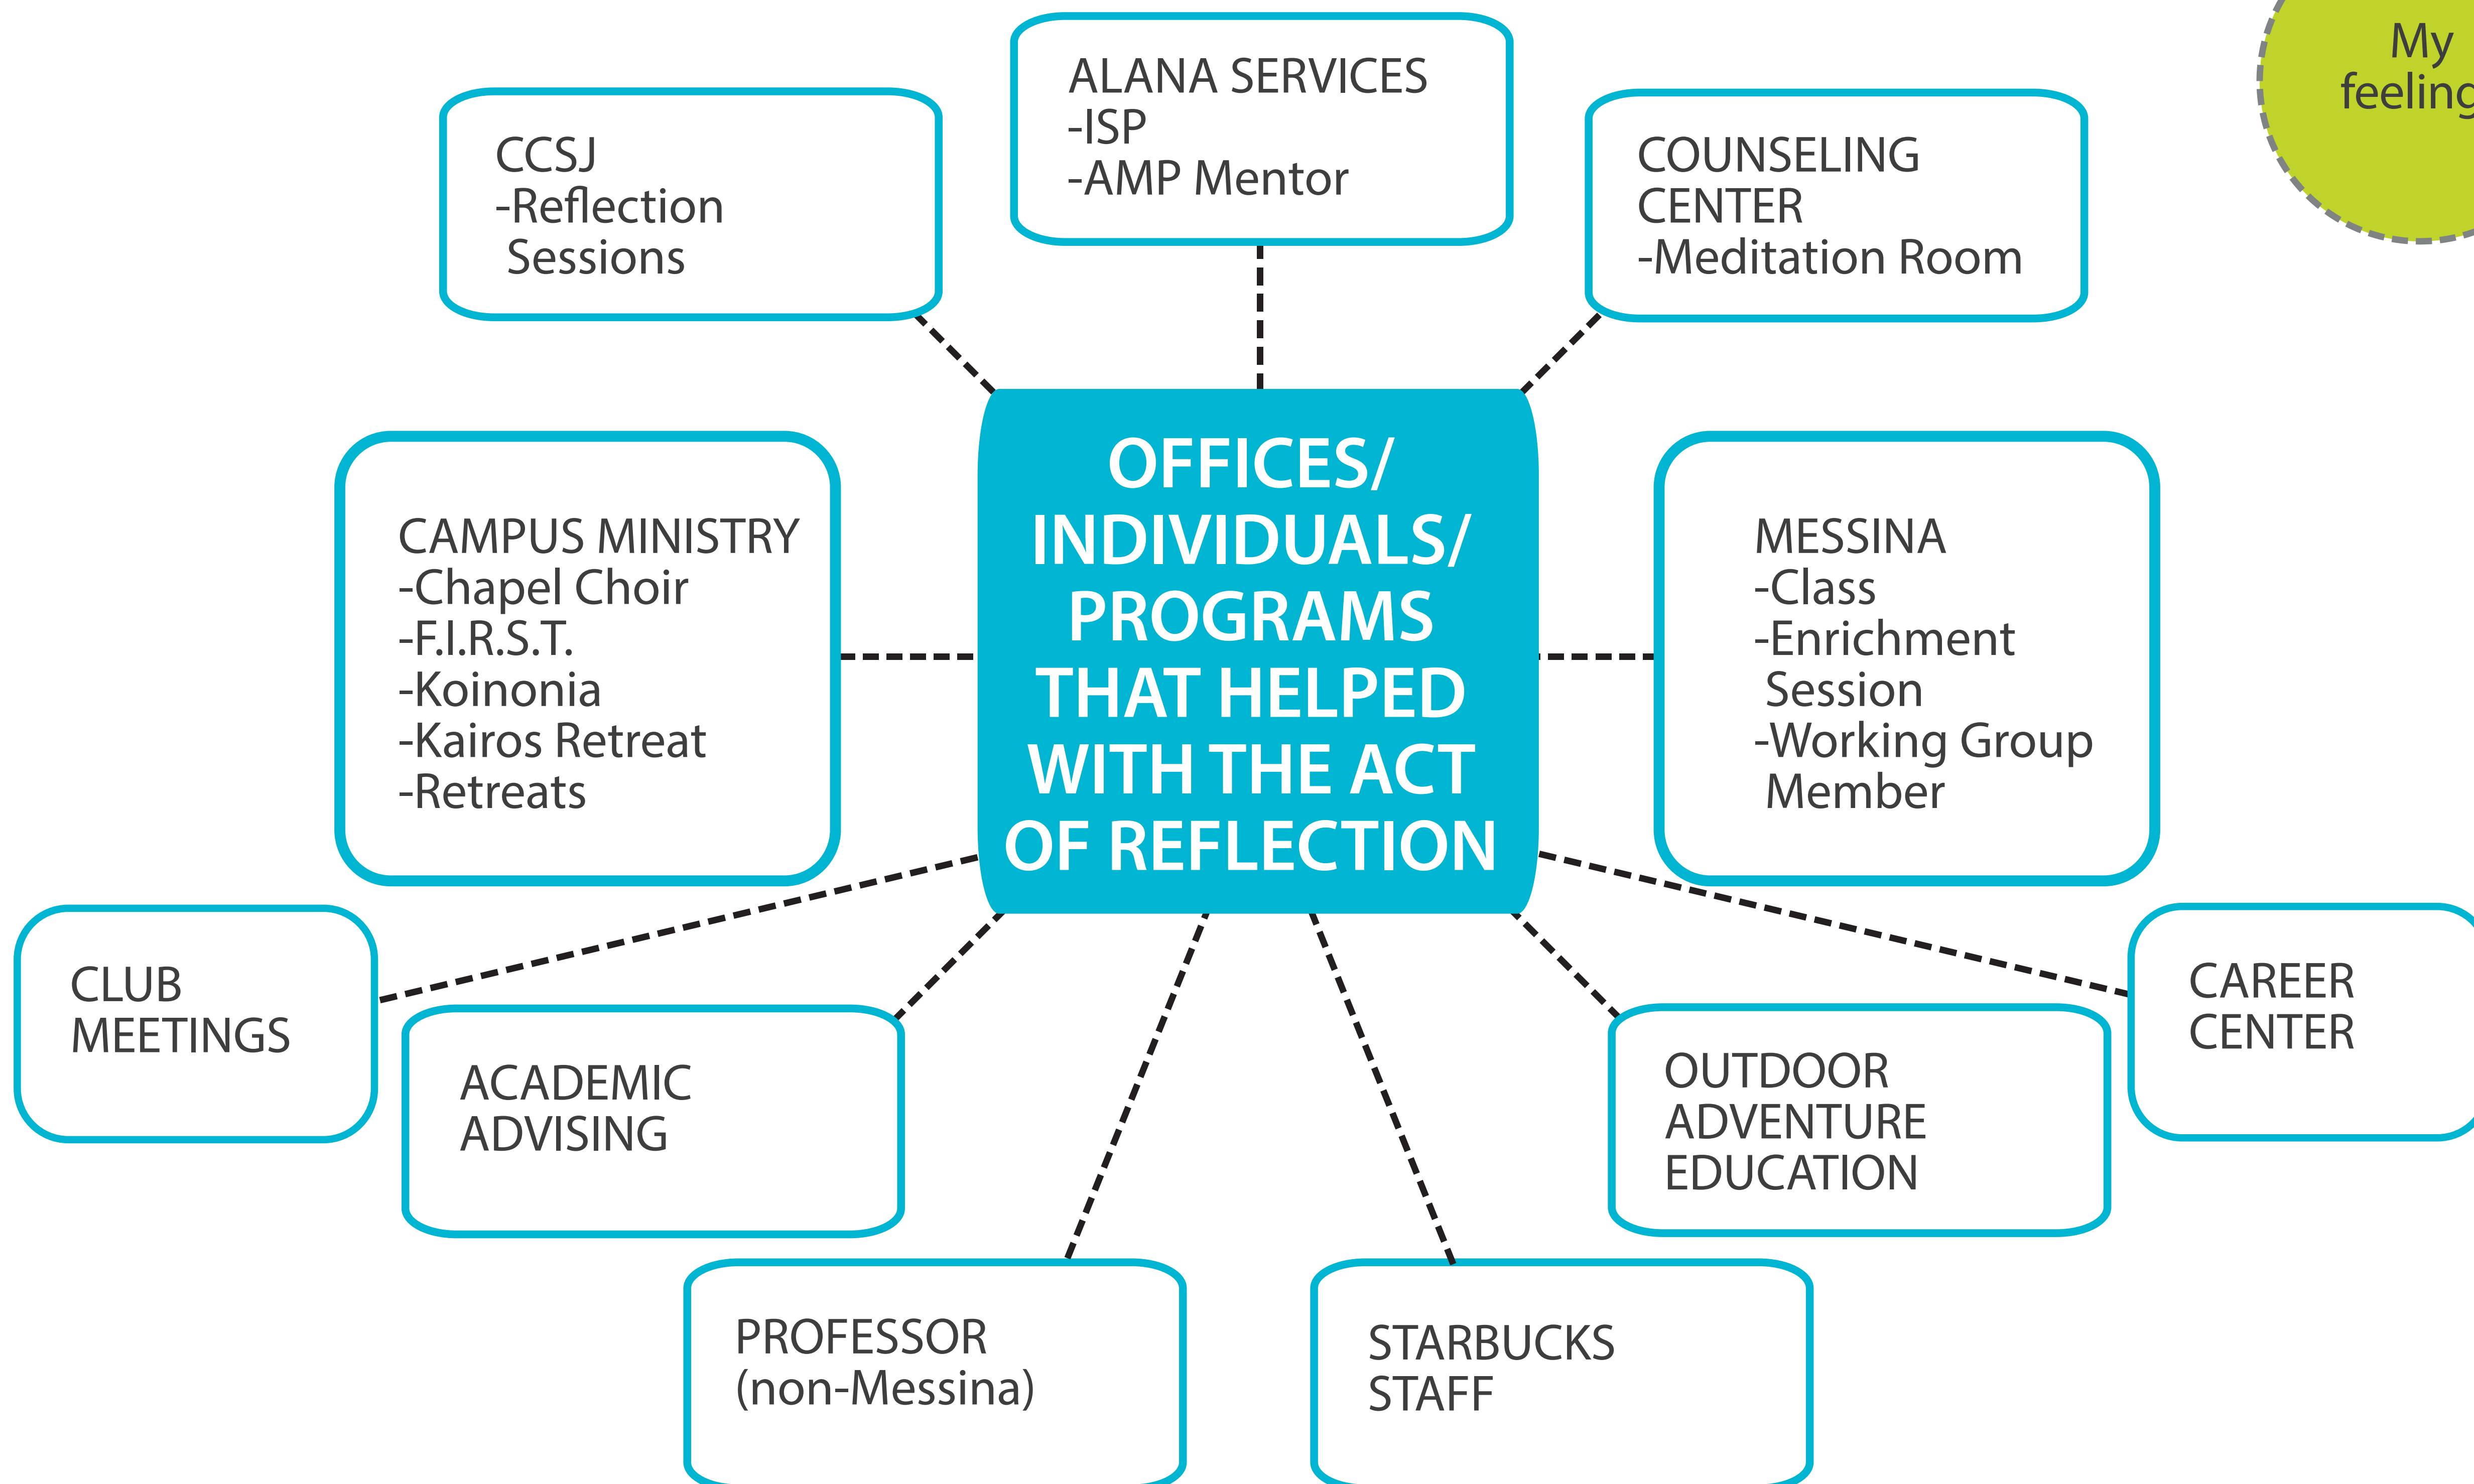 ALANA SERVICES
-ISP
-AMP Mentor
My
CCSJ
-Reflection
Sessions
COUNSELING
CENTER
-Meditation Room
OFFICES/
INDIVIDUALS/
PROGRAMS
THAT HELPED
WITH THE ACT
OF REFLECTION
CAMPUS MINISTRY
-Chapel Choir
-F.I.R.S.T.
-Koinonia
-Kairos Retreat
-Retreats
MESSINA
-Class
-Enrichment
Session
-Working Group
Member
CLUB
MEETINGS
ACADEMIC
ADVISING
OUTDOOR
ADVENTURE
EDUCATION
CAREER
CENTER
PROFESSOR
(non-Messina)
STARBUCKS
STAFF